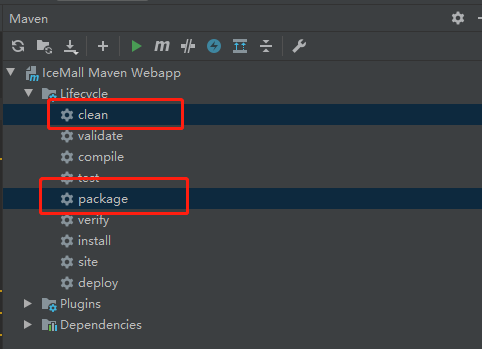 Maven
IceMall Maven Webapp
Lifecycle
clean
validate
compile
test
package
verify
install
site
deploy
Plugins
Dependencies